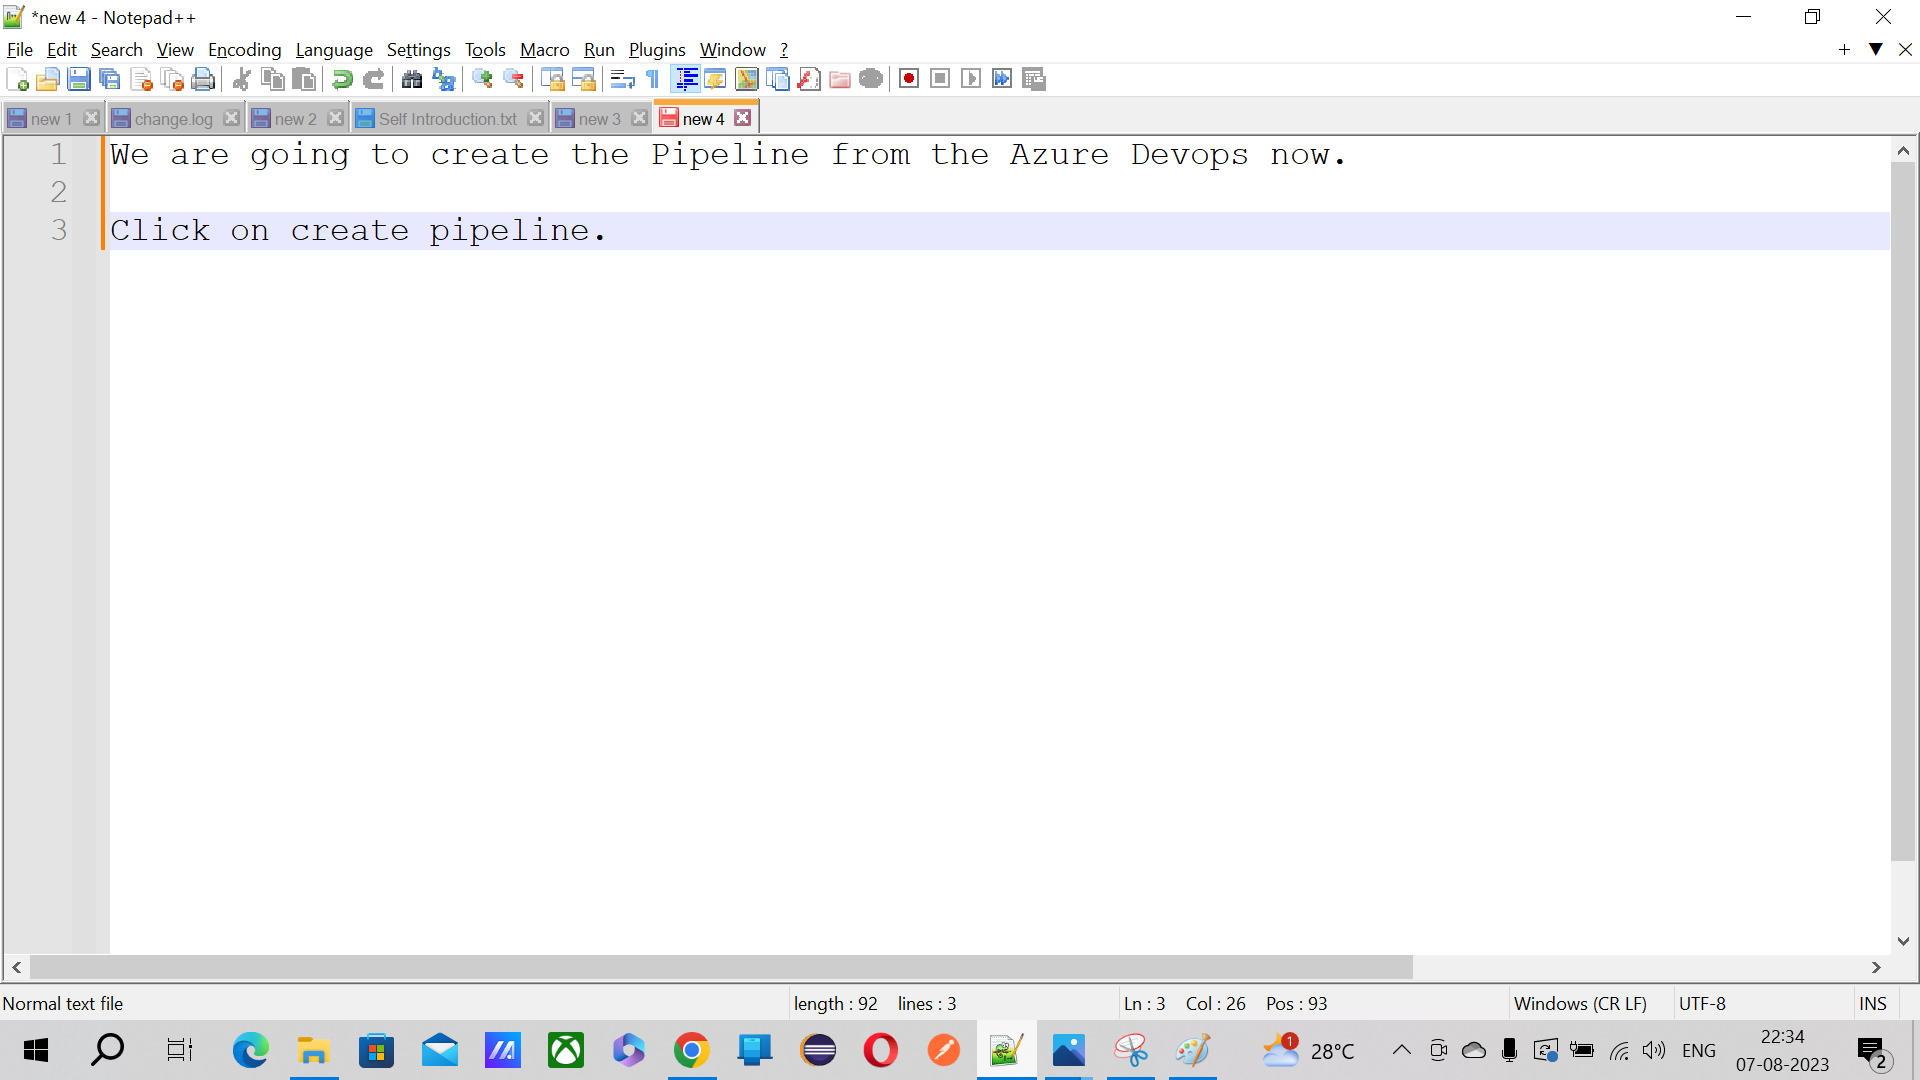 *new 4 - Notepad++
File Edit Search View Encoding Language Settings Tools Macro Run Plugins Window ?
new 1 change.log new 2 Self Introduction.txt new 3 new 4
1 We are going to create the Pipeline from the Azure Devops now.
2
3 Click on create pipeline.
Normal text file length : 92 lines : 3 Ln : 3 Col : 26 Pos : 93 Windows (CR LF) UTF-8 INS
1 28°C ENG 22:34
07-08-2023 2